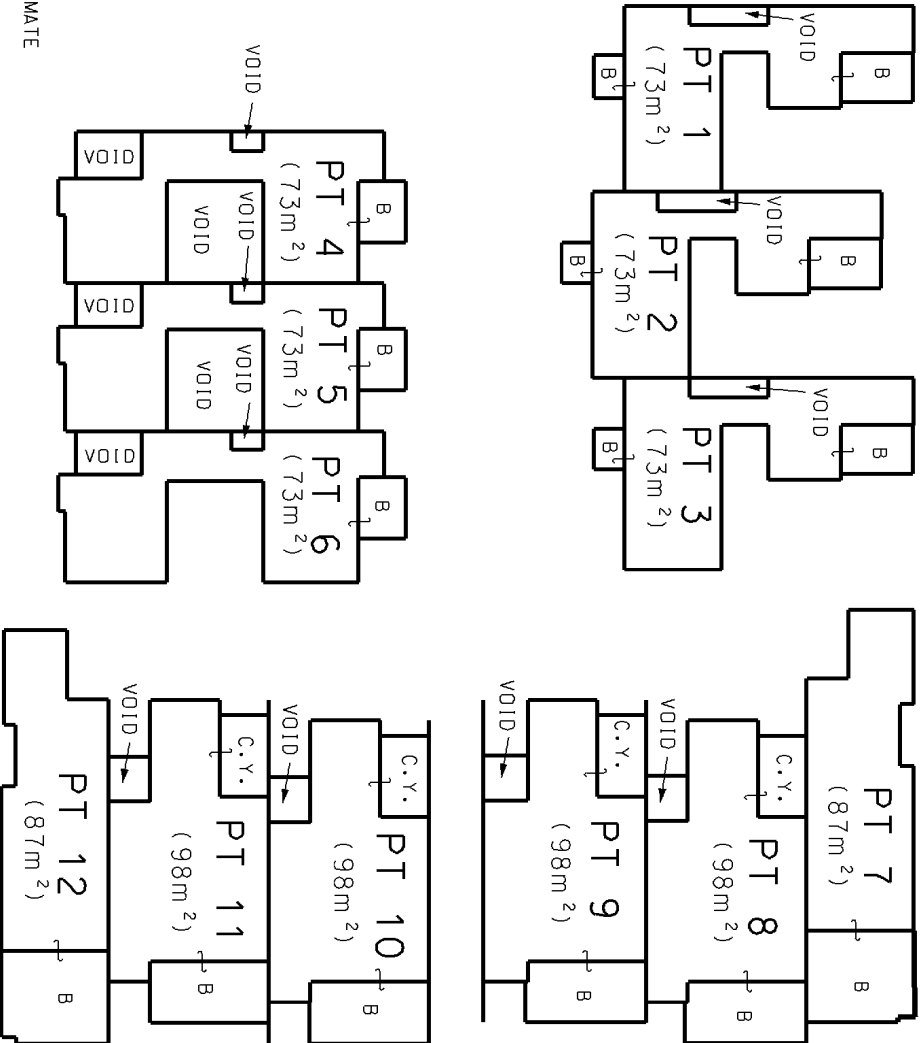 MATE
VOID
PT 1
(73m²)
B
B
VOID
PT 2
(73m²)
B
B
VOID
PT 3
(73m²)
B
B
VOID
VOID
PT 4
(73m²)
B
VOID
VOID
VOID
PT 5
(73m²)
B
VOID
VOID
VOID
PT 6
(73m²)
B
PT 7
(87m²)
B
C.Y.
VOID
PT 8
(98m²)
B
C.Y.
VOID
PT 9
(98m²)
B
C.Y.
VOID
PT 10
(98m²)
B
C.Y.
VOID
PT 11
(98m²)
B
PT 12
(87m²)
B